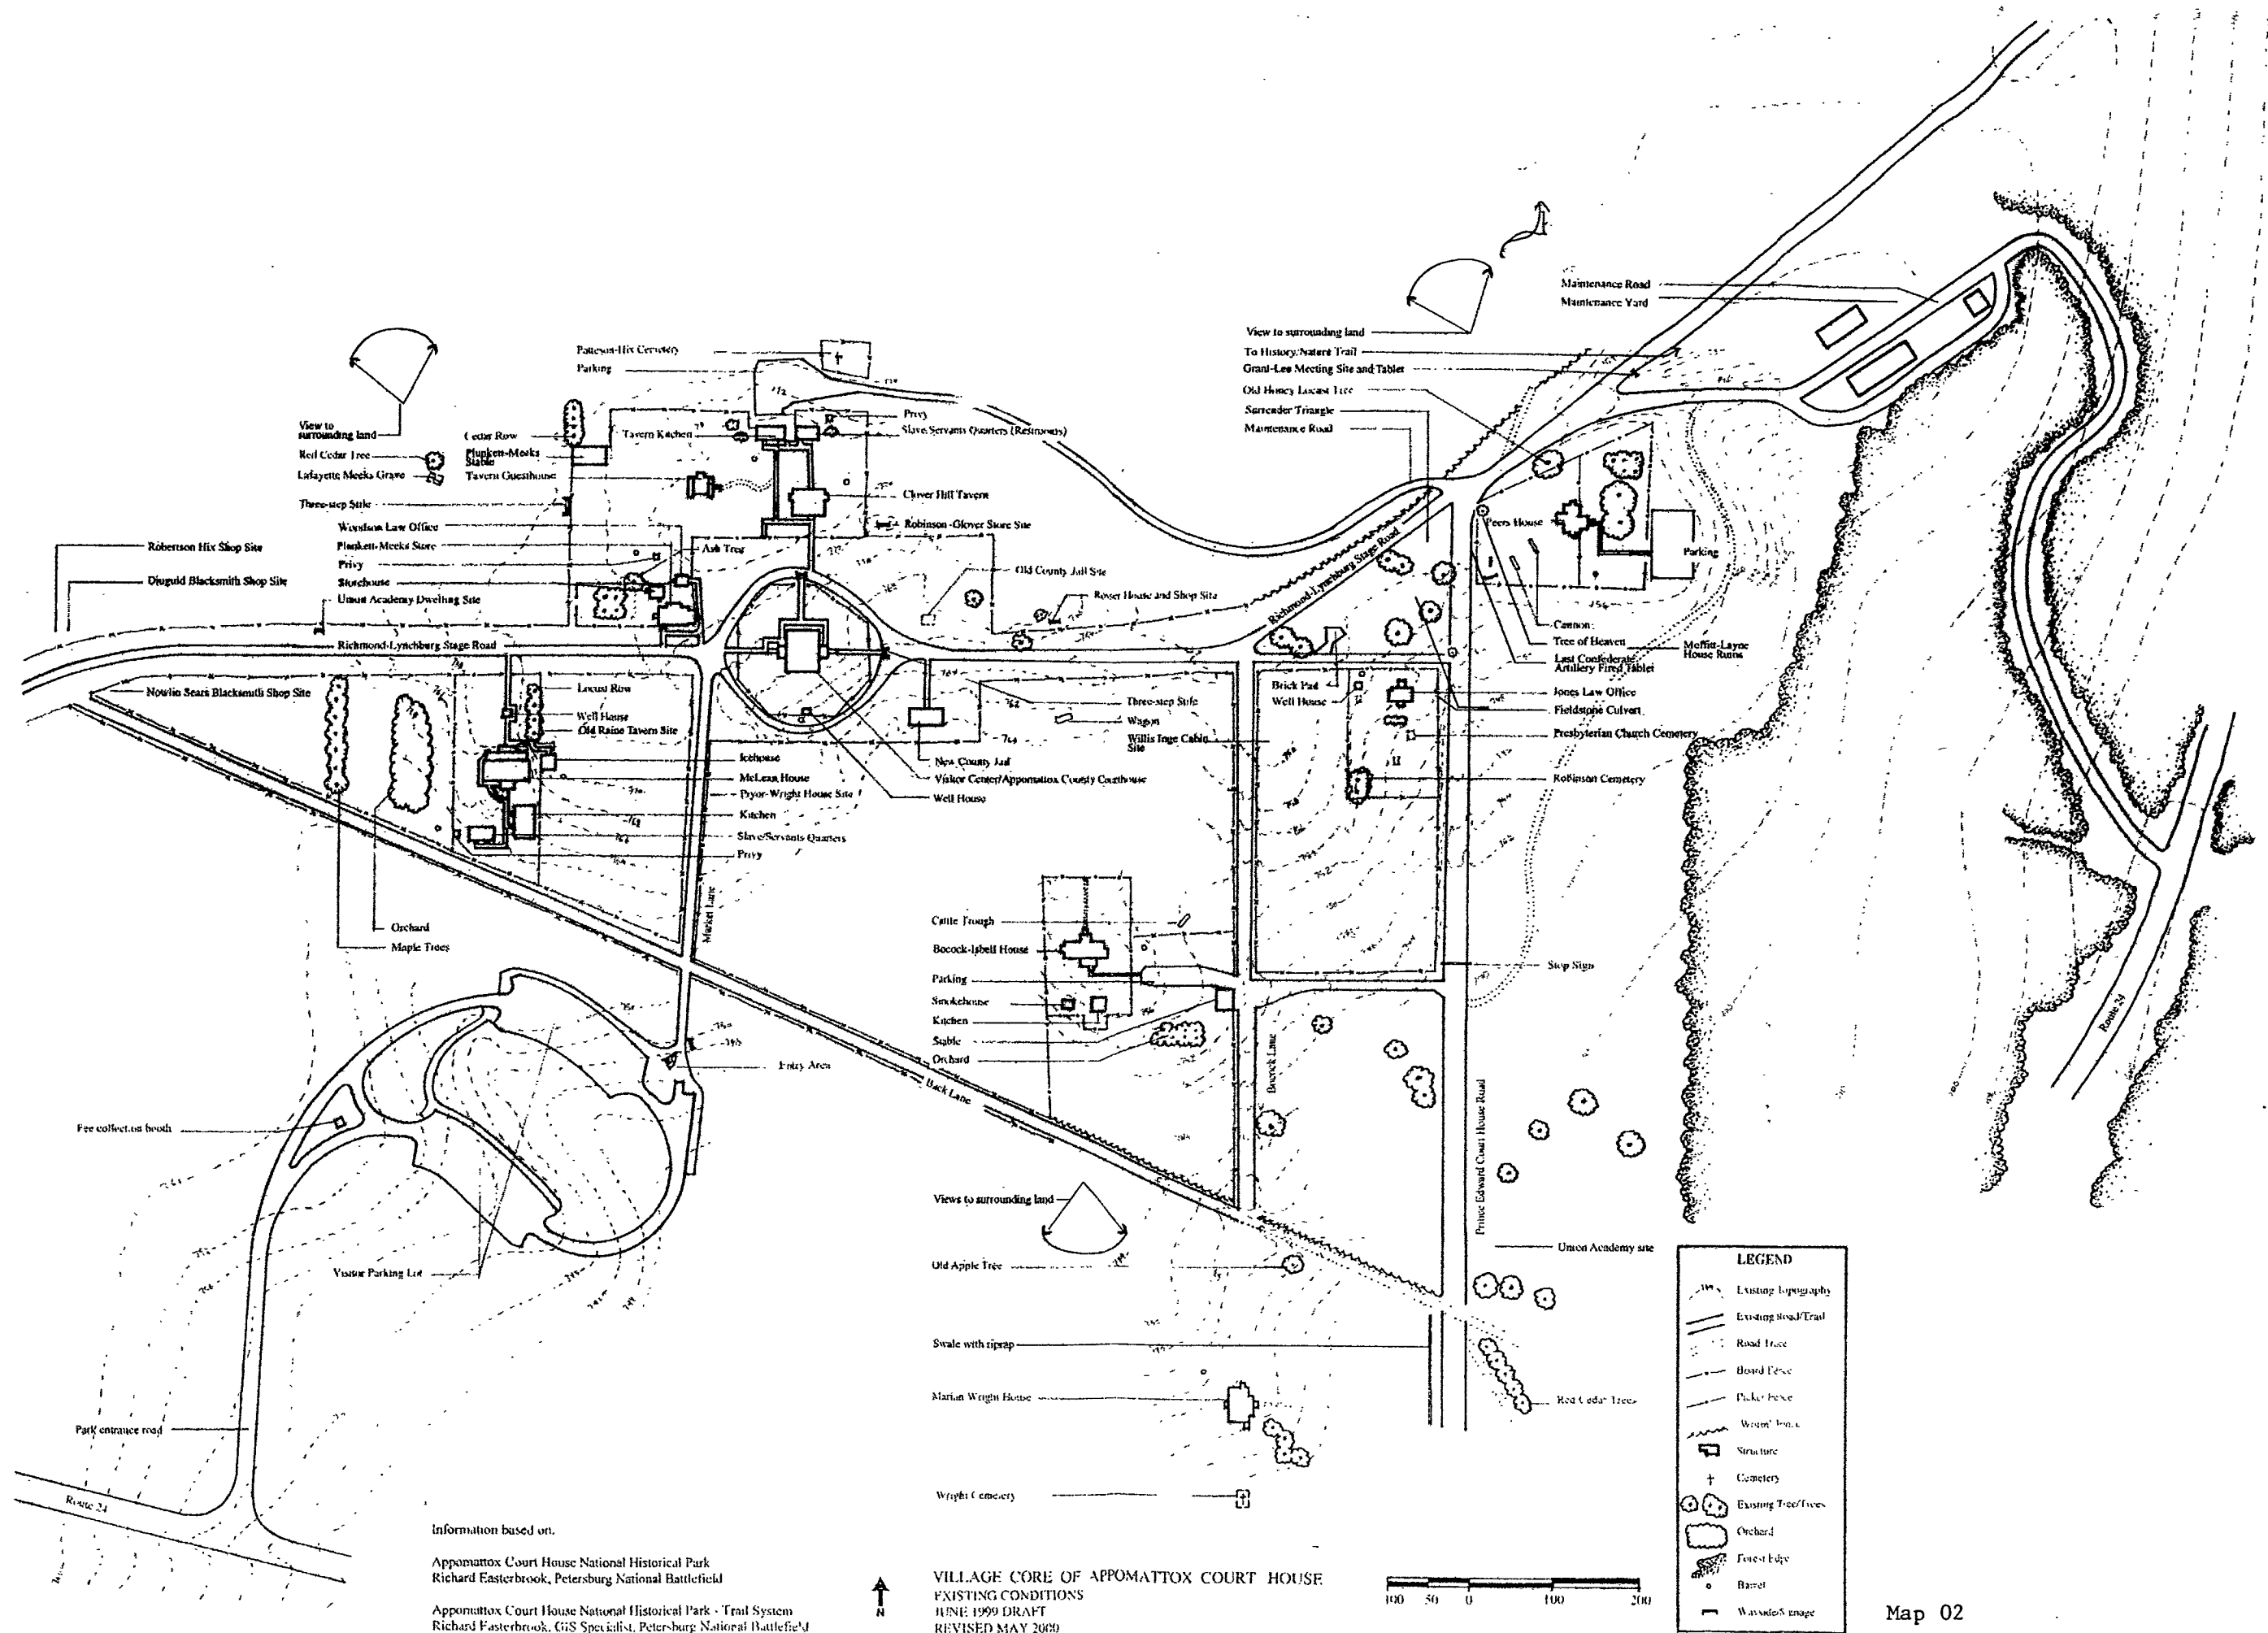 Maintenance Road
Maintenance Yard
View to surrounding land
To History/Nature Trail
Grant-Lee Meeting Site and Tablet
Old Honey Locust Tree
Surrender Triangle
Maintenance Road
Patteson-Hix Cemetery
Parking
View to
surrounding land
Red Cedar Tree
Lafayette Meeks Grave
Three-step Stile
Cedar Row
Plunkett-Meeks
Stable
Tavern Guesthouse
Tavern Kitchen
Privy
Slave/Servants Quarters (Restrooms)
Clover Hill Tavern
Robinson-Glover Store Site
Woodson Law Office
Plunkett-Meeks Store
Privy
Storehouse
Union Academy Dwelling Site
Ash Tree
Robertson Hix Shop Site
Diuguid Blacksmith Shop Site
Old County Jail Site
Rosser House and Shop Site
Richmond-Lynchburg Stage Road
Peers House
Parking
Cannon
Tree of Heaven
Moffitt-Layne
House Ruins
Last Confederate
Artillery Fired Tablet
Richmond-Lynchburg Stage Road
Nowlin Sears Blacksmith Shop Site
Locust Row
Well House
Old Raine Tavern Site
Icehouse
McLean House
Pryor-Wright House Site
Kitchen
Slave/Servants Quarters
Privy
New County Jail
Visitor Center/Appomattox County Courthouse
Well House
Three-step Stile
Wagon
Willis Inge Cabin
Site
Brick Pad
Well House
Jones Law Office
Fieldstone Culvert
Presbyterian Church Cemetery
Robinson Cemetery
Orchard
Maple Trees
Market Lane
Cattle Trough
Bocock-Isbell House
Parking
Smokehouse
Kitchen
Stable
Orchard
Stop Sign
Route 24
Entry Area
Back Lane
Bocock Lane
Prince Edward Court House Road
Fee collection booth
Visitor Parking Lot
Views to surrounding land
Old Apple Tree
Union Academy site
Swale with riprap
Marian Wright House
Red Cedar Trees
Wright Cemetery
Park entrance road
Route 24
LEGEND
Existing Topography
Existing Road/Trail
Road Trace
Board Fence
Picket Fence
Worm Fence
Structure
Cemetery
Existing Tree/Trees
Orchard
Forest Edge
Barrel
Wayside/Signage
Information based on:
Appomattox Court House National Historical Park
Richard Easterbrook, Petersburg National Battlefield
Appomattox Court House National Historical Park - Trail System
Richard Easterbrook, GIS Specialist, Petersburg National Battlefield
N
VILLAGE CORE OF APPOMATTOX COURT HOUSE
EXISTING CONDITIONS
JUNE 1999 DRAFT
REVISED MAY 2000
100 50 0 100 200
Map 02